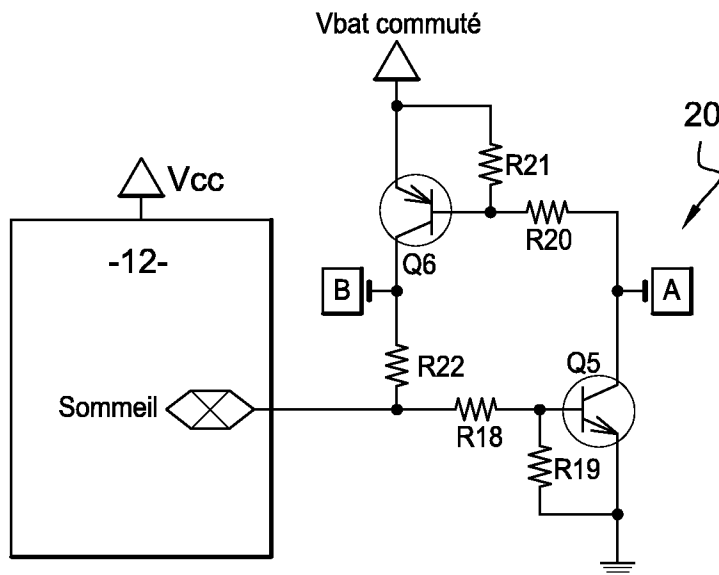 Vbat commuté
20
R21
Vcc
-12-
R20
Q6
B
A
R22
Q5
Sommeil
R18
R19